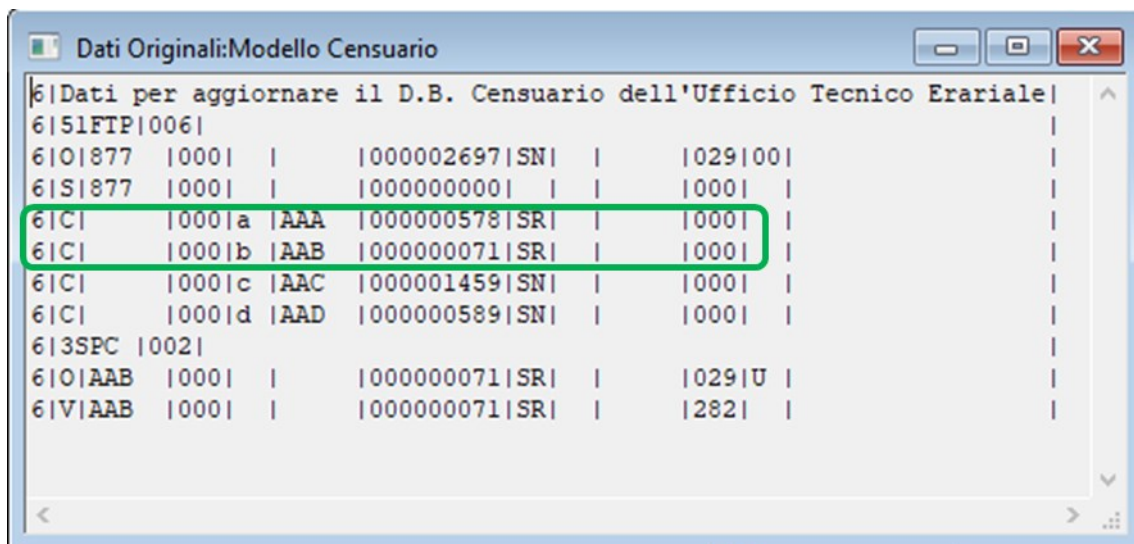 Dati Originali:Modello Censuario
6|Dati per aggiornare il D.B. Censuario dell'Ufficio Tecnico Erariale|
6|51FTP|006|                                                          |
6|O|877  |000|  |     |000002697|SN|  |     |029|00|                  |
6|S|877  |000|  |     |000000000|  |  |     |000|  |                  |
6|C|     |000|a |AAA  |000000578|SR|  |     |000|  |                  |
6|C|     |000|b |AAB  |000000071|SR|  |     |000|  |                  |
6|C|     |000|c |AAC  |000001459|SN|  |     |000|  |                  |
6|C|     |000|d |AAD  |000000589|SN|  |     |000|  |                  |
6|3SPC |002|                                                          |
6|O|AAB  |000|  |     |000000071|SR|  |     |029|U |                  |
6|V|AAB  |000|  |     |000000071|SR|  |     |282|  |                  |